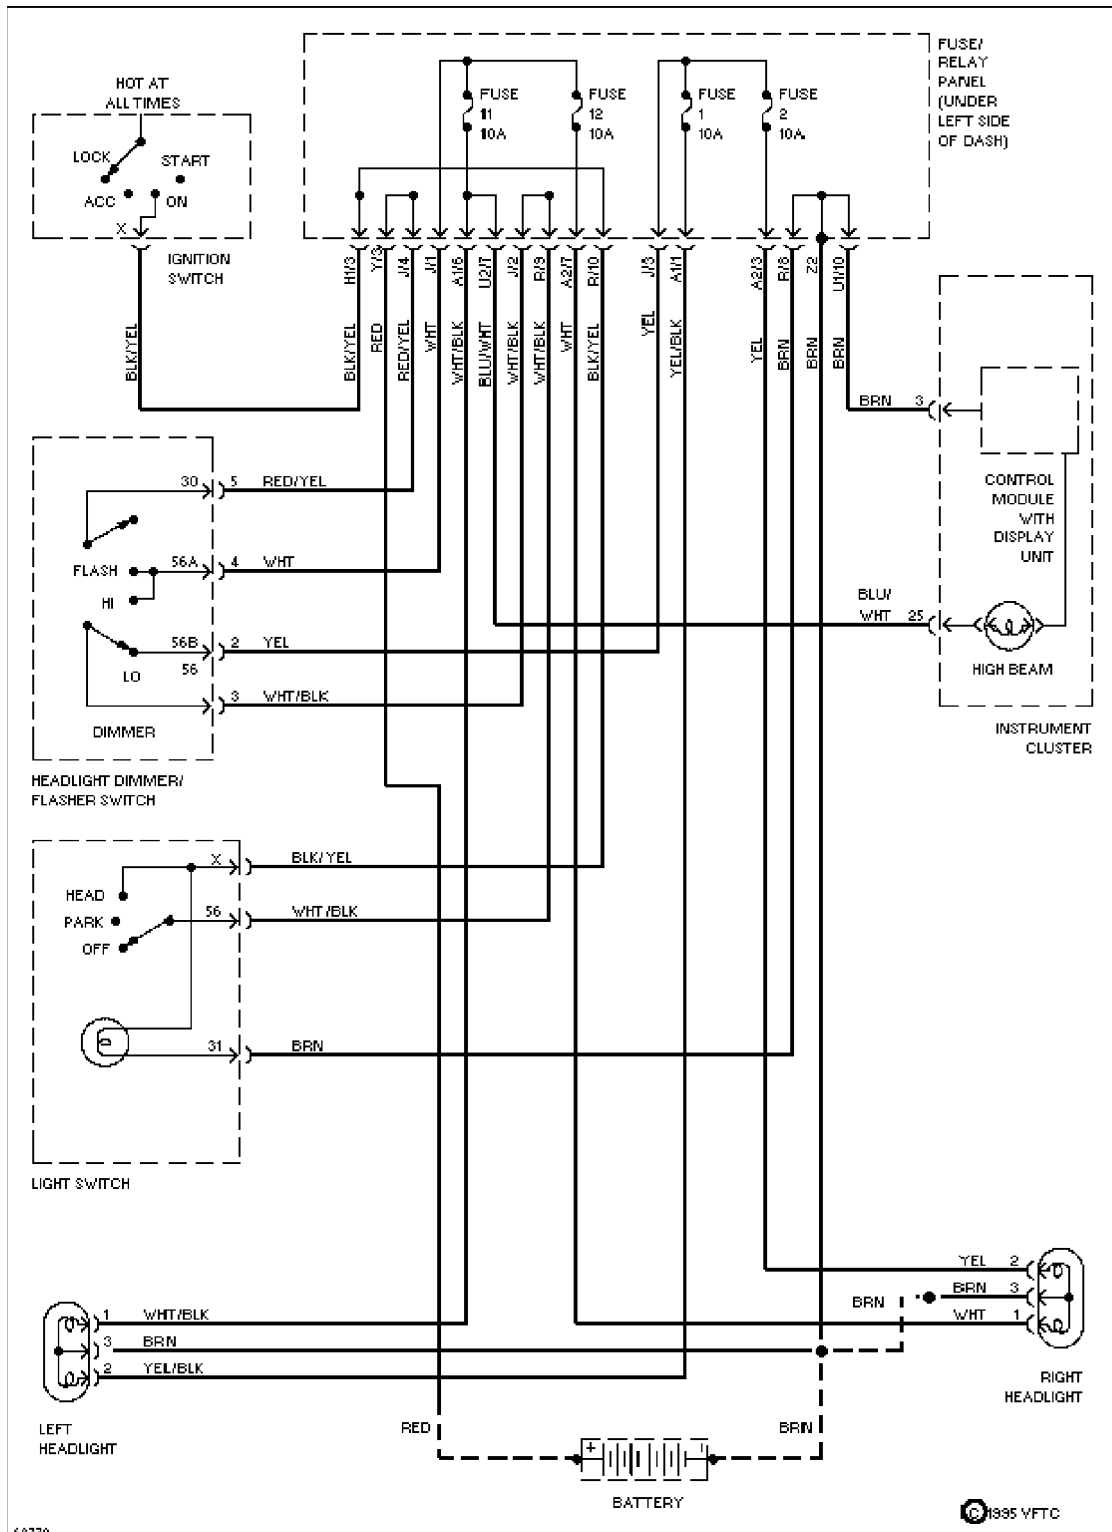 HOT AT
ALL TIMES
LOCK
START
ACC
ON
X
IGNITION
SWITCH
FUSE
11
10A
FUSE
12
10A
FUSE
1
10A
FUSE
2
10A
FUSE/
RELAY
PANEL
(UNDER
LEFT SIDE
OF DASH)
H1/3
Y/3
J/4
J/1
A1/6
U2/7
J/2
R/9
A2/7
R/10
J/3
A1/1
A2/3
R/8
Z2
U1/10
BLK/YEL
BLK/YEL
RED
RED/YEL
WHT
WHT/BLK
BLU/WHT
WHT/BLK
WHT/BLK
WHT
BLK/YEL
YEL
YEL/BLK
YEL
BRN
BRN
BRN
BRN 3
CONTROL
MODULE
WITH
DISPLAY
UNIT
BLU/
WHT 25
HIGH BEAM
INSTRUMENT
CLUSTER
30 5 RED/YEL
FLASH 56A 4 WHT
HI
56B 2 YEL
LO 56
3 WHT/BLK
DIMMER
HEADLIGHT DIMMER/
FLASHER SWITCH
X BLK/YEL
HEAD
PARK 56 WHT/BLK
OFF
31 BRN
LIGHT SWITCH
YEL 2
BRN BRN 3
WHT 1
RIGHT
HEADLIGHT
1 WHT/BLK
3 BRN
2 YEL/BLK
LEFT
HEADLIGHT
RED
BRN
+ -
BATTERY
© 1995 VFTC